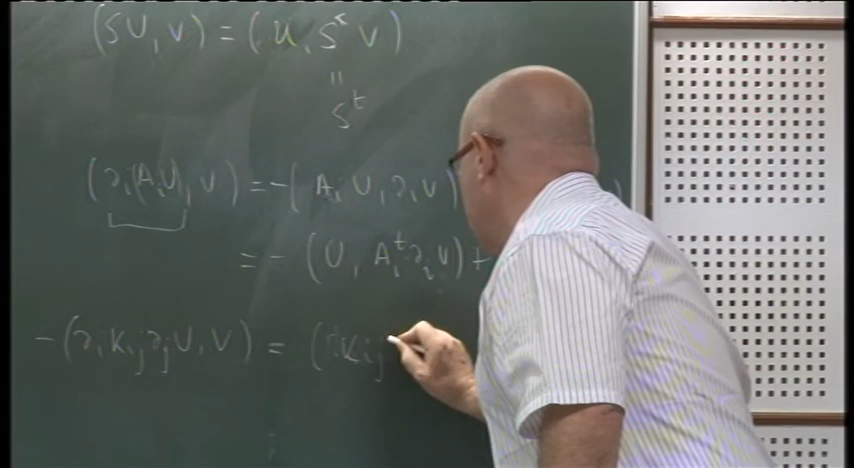 (SU, V) = (U, S* V)
"
S^t
(∂_i(A_i U), V) = -(A_i U, ∂_i V)
= - (U, A_i^t ∂_i V) +
-(∂_i K_ij ∂_j U, V) = (K_ij